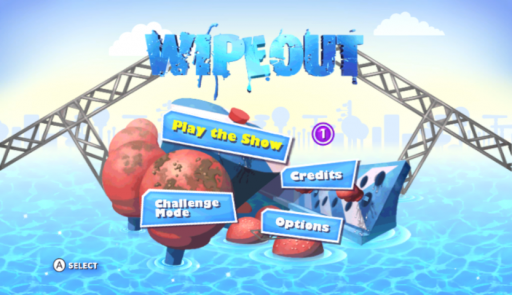 WIPEOUT
Play the Show
1
Credits
Challenge
Mode
Options
A SELECT